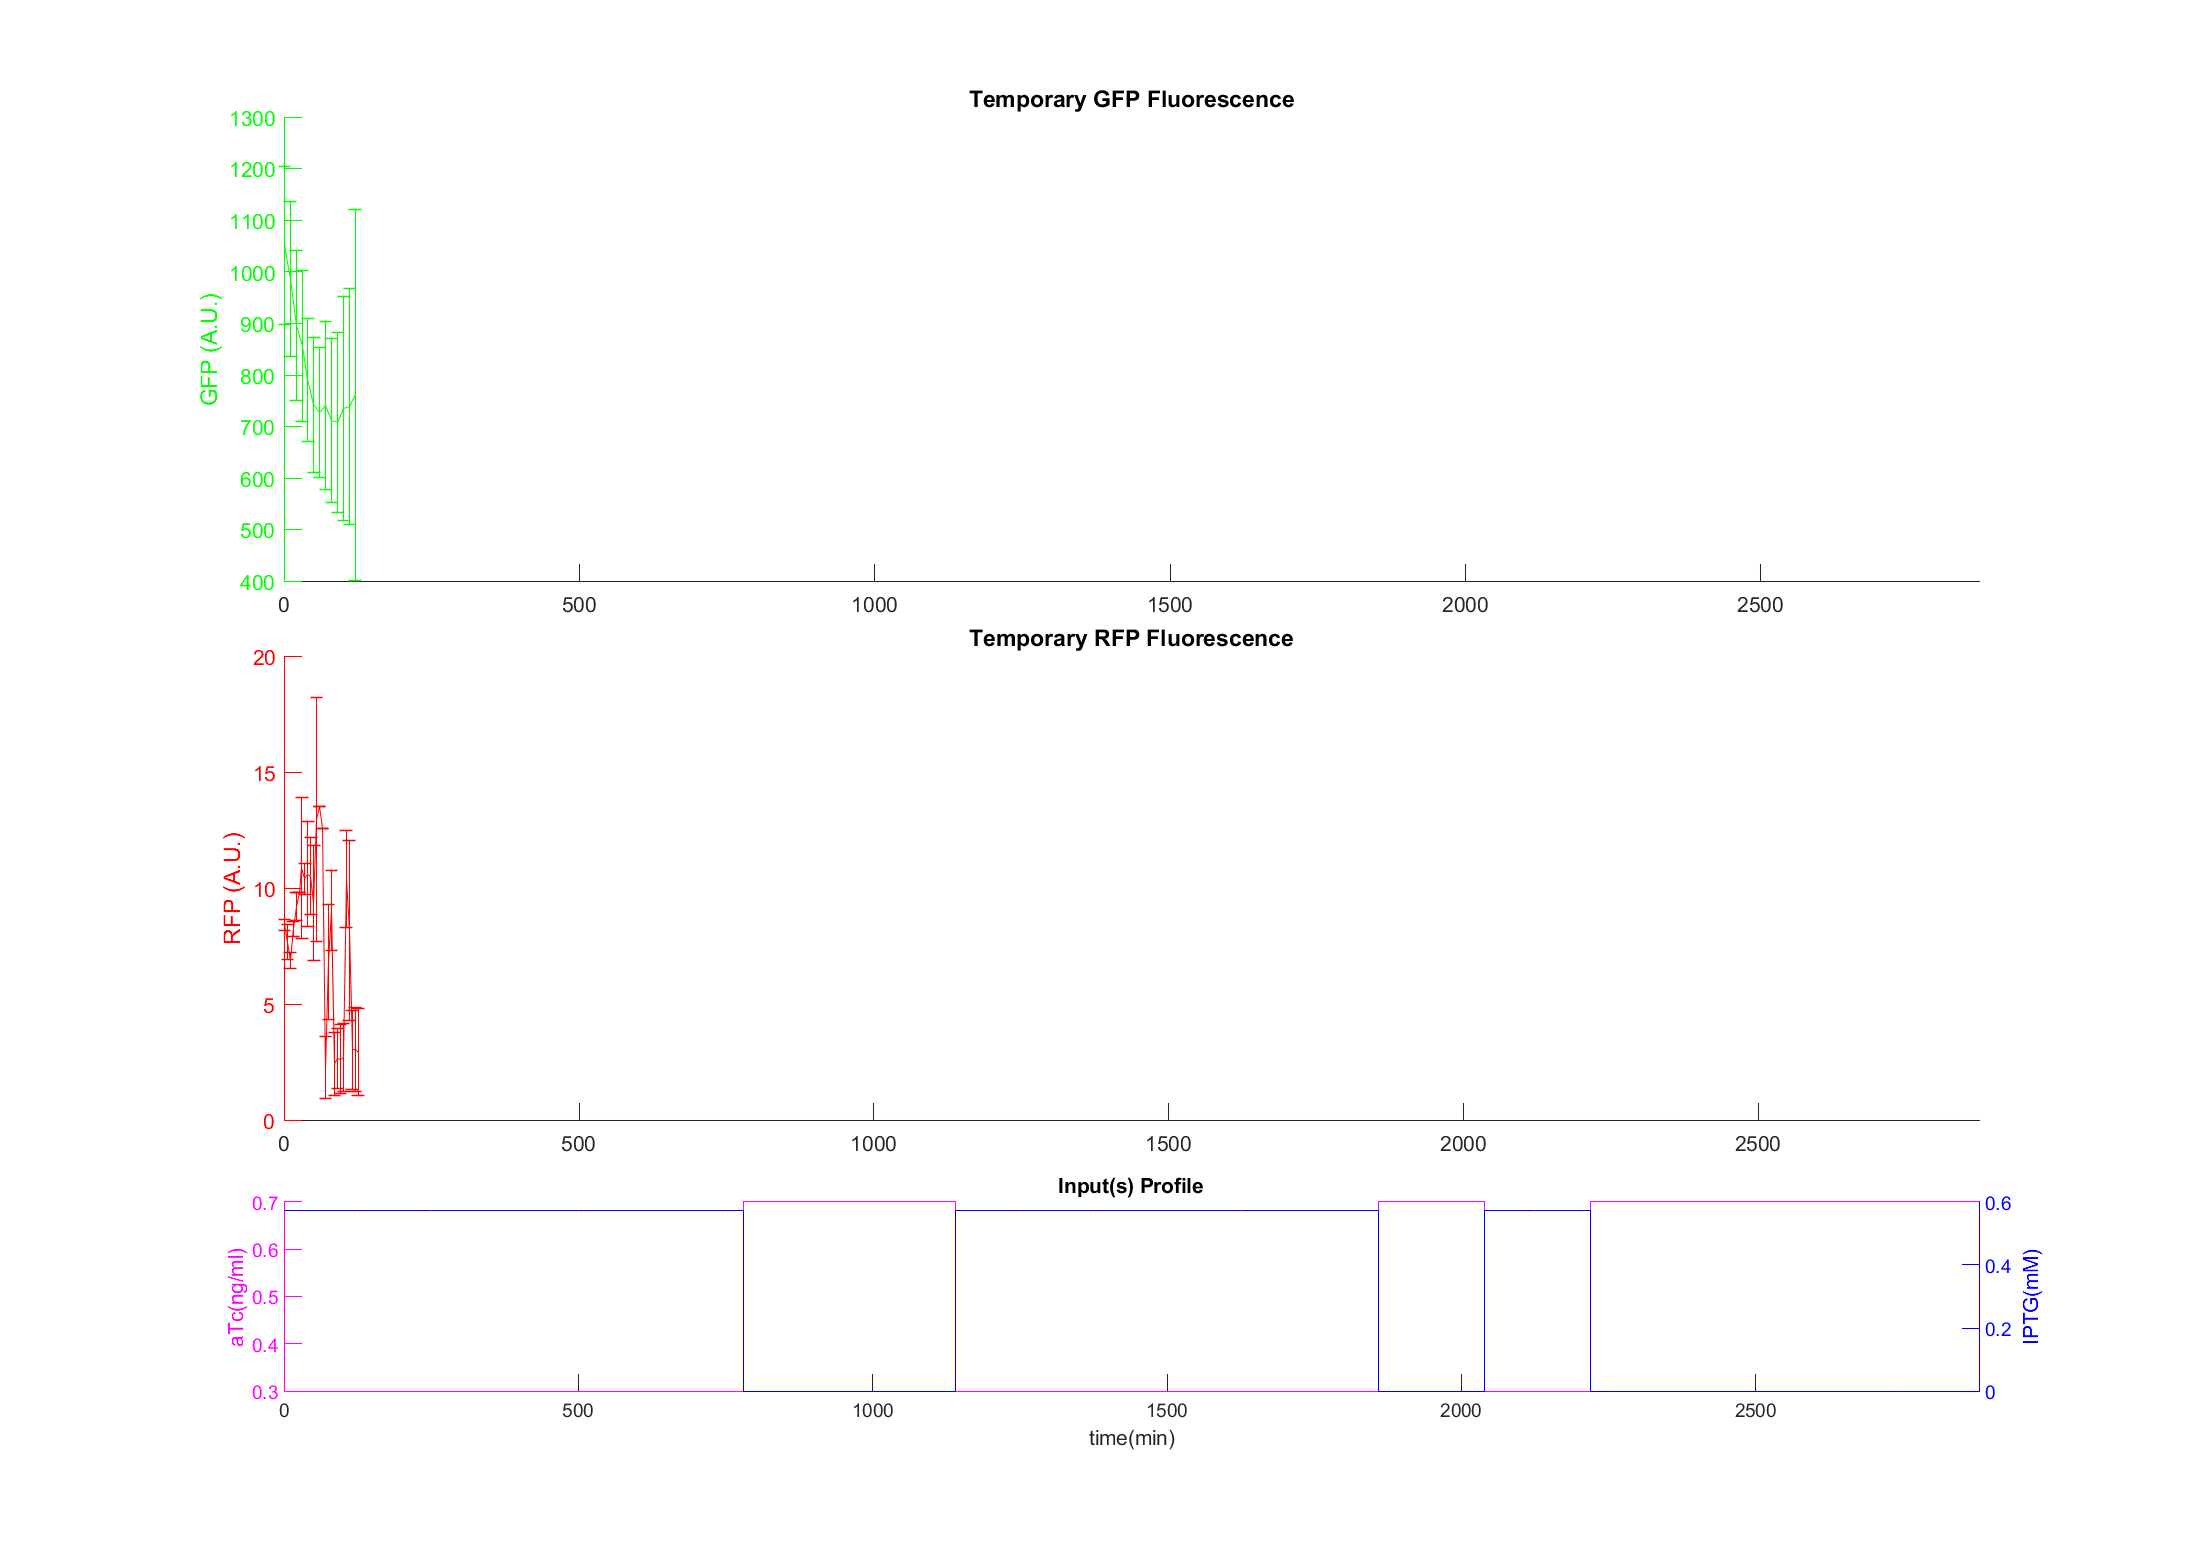 Temporary GFP Fluorescence
1300
1200
1100
1000
900
800
700
600
500
400
GFP (A.U.)
0 500 1000 1500 2000 2500
Temporary RFP Fluorescence
20
15
10
5
0
RFP (A.U.)
0 500 1000 1500 2000 2500
Input(s) Profile
0.7
0.6
0.5
0.4
0.3
aTc(ng/ml)
0.6
0.4
0.2
0
IPTG(mM)
0 500 1000 1500 2000 2500
time(min)